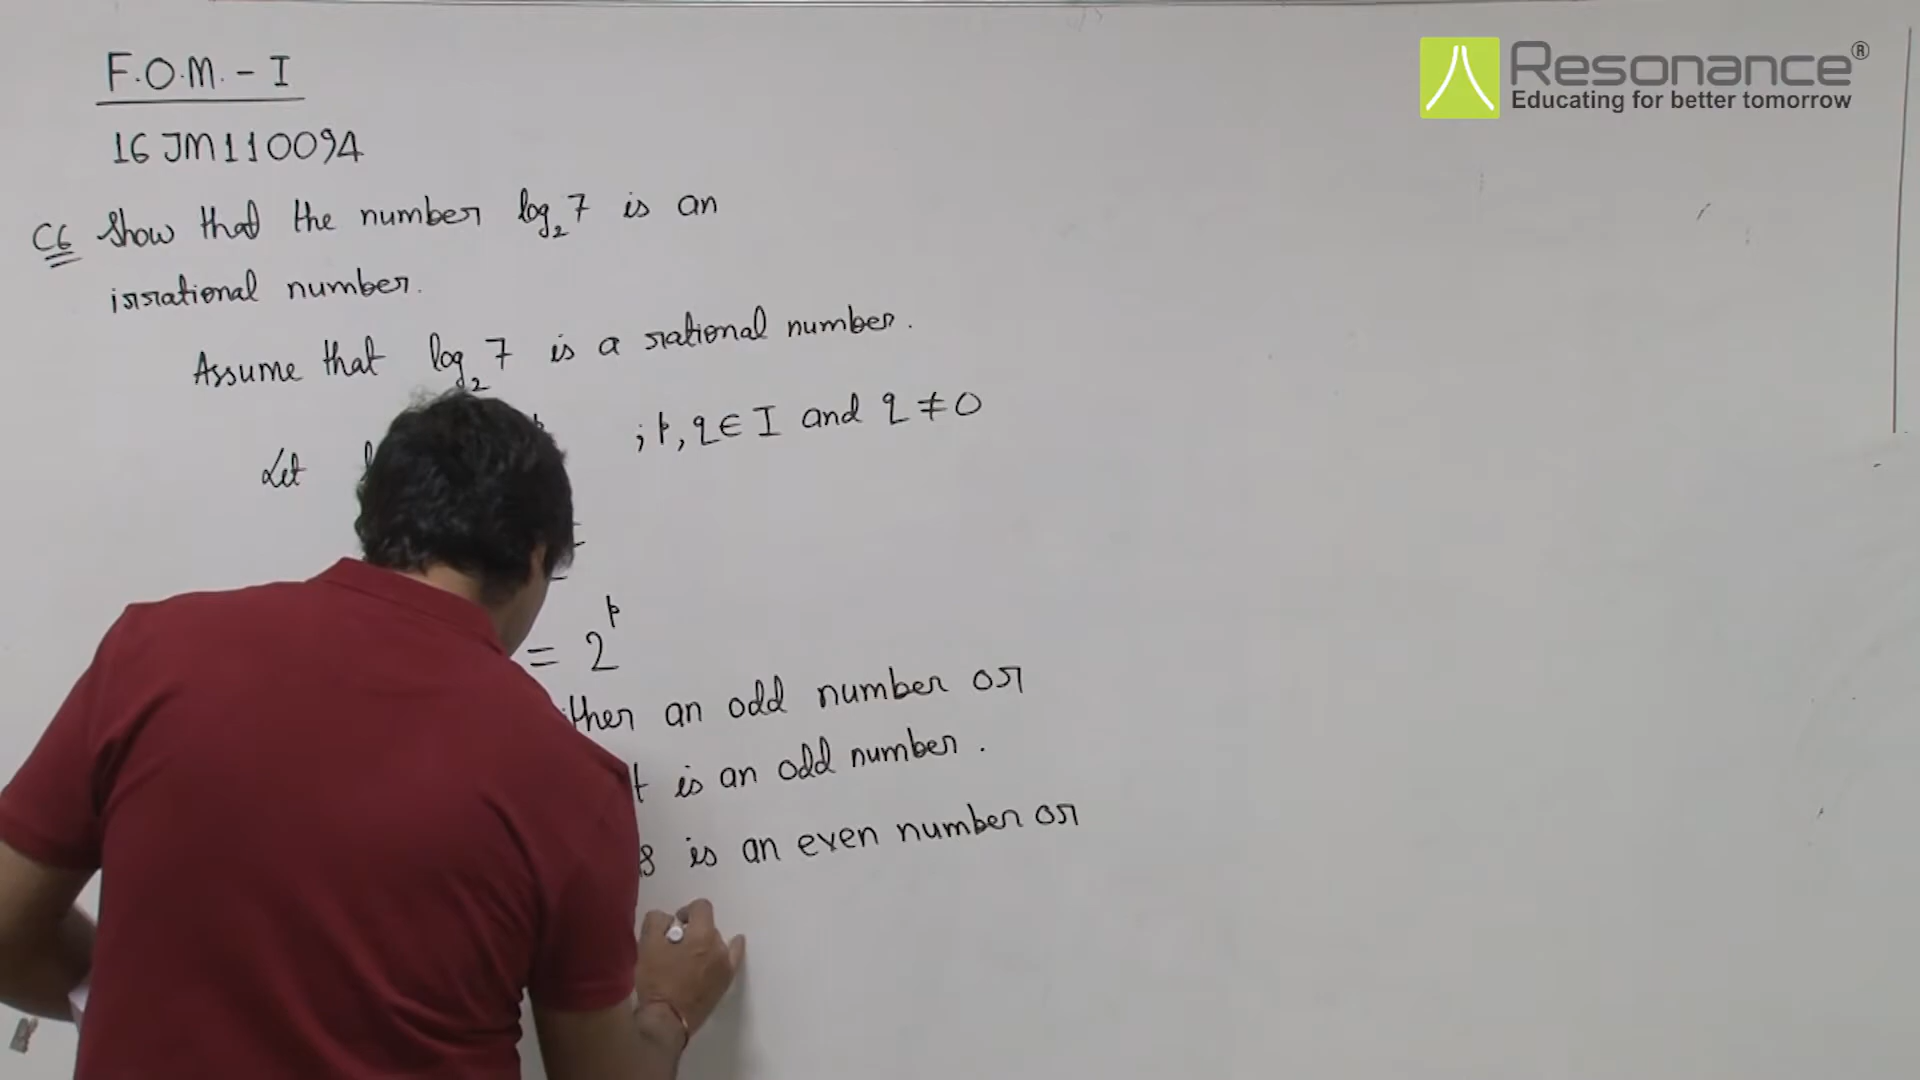 F.O.M. - I
16JM110094
C6 Show that the number log₂7 is an
irrational number.
Assume that log₂7 is a rational number.
Let ; p, q ∈ I and q ≠ 0
= 2^p
an odd number or
is an odd number.
is an even number or
Resonance®
Educating for better tomorrow